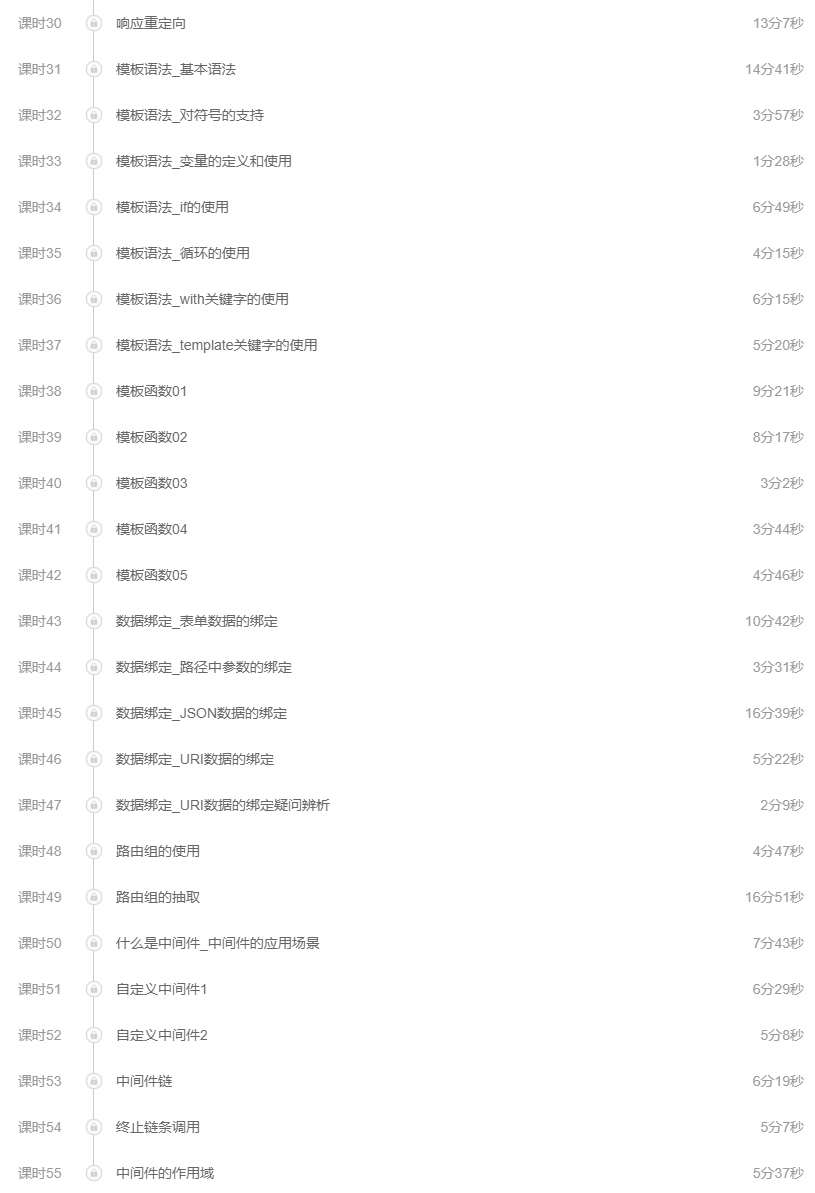 课时30 响应重定向 13分7秒
课时31 模板语法_基本语法 14分41秒
课时32 模板语法_对符号的支持 3分57秒
课时33 模板语法_变量的定义和使用 1分28秒
课时34 模板语法_if的使用 6分49秒
课时35 模板语法_循环的使用 4分15秒
课时36 模板语法_with关键字的使用 6分15秒
课时37 模板语法_template关键字的使用 5分20秒
课时38 模板函数01 9分21秒
课时39 模板函数02 8分17秒
课时40 模板函数03 3分2秒
课时41 模板函数04 3分44秒
课时42 模板函数05 4分46秒
课时43 数据绑定_表单数据的绑定 10分42秒
课时44 数据绑定_路径中参数的绑定 3分31秒
课时45 数据绑定_JSON数据的绑定 16分39秒
课时46 数据绑定_URI数据的绑定 5分22秒
课时47 数据绑定_URI数据的绑定疑问辨析 2分9秒
课时48 路由组的使用 4分47秒
课时49 路由组的抽取 16分51秒
课时50 什么是中间件_中间件的应用场景 7分43秒
课时51 自定义中间件1 6分29秒
课时52 自定义中间件2 5分8秒
课时53 中间件链 6分19秒
课时54 终止链条调用 5分7秒
课时55 中间件的作用域 5分37秒